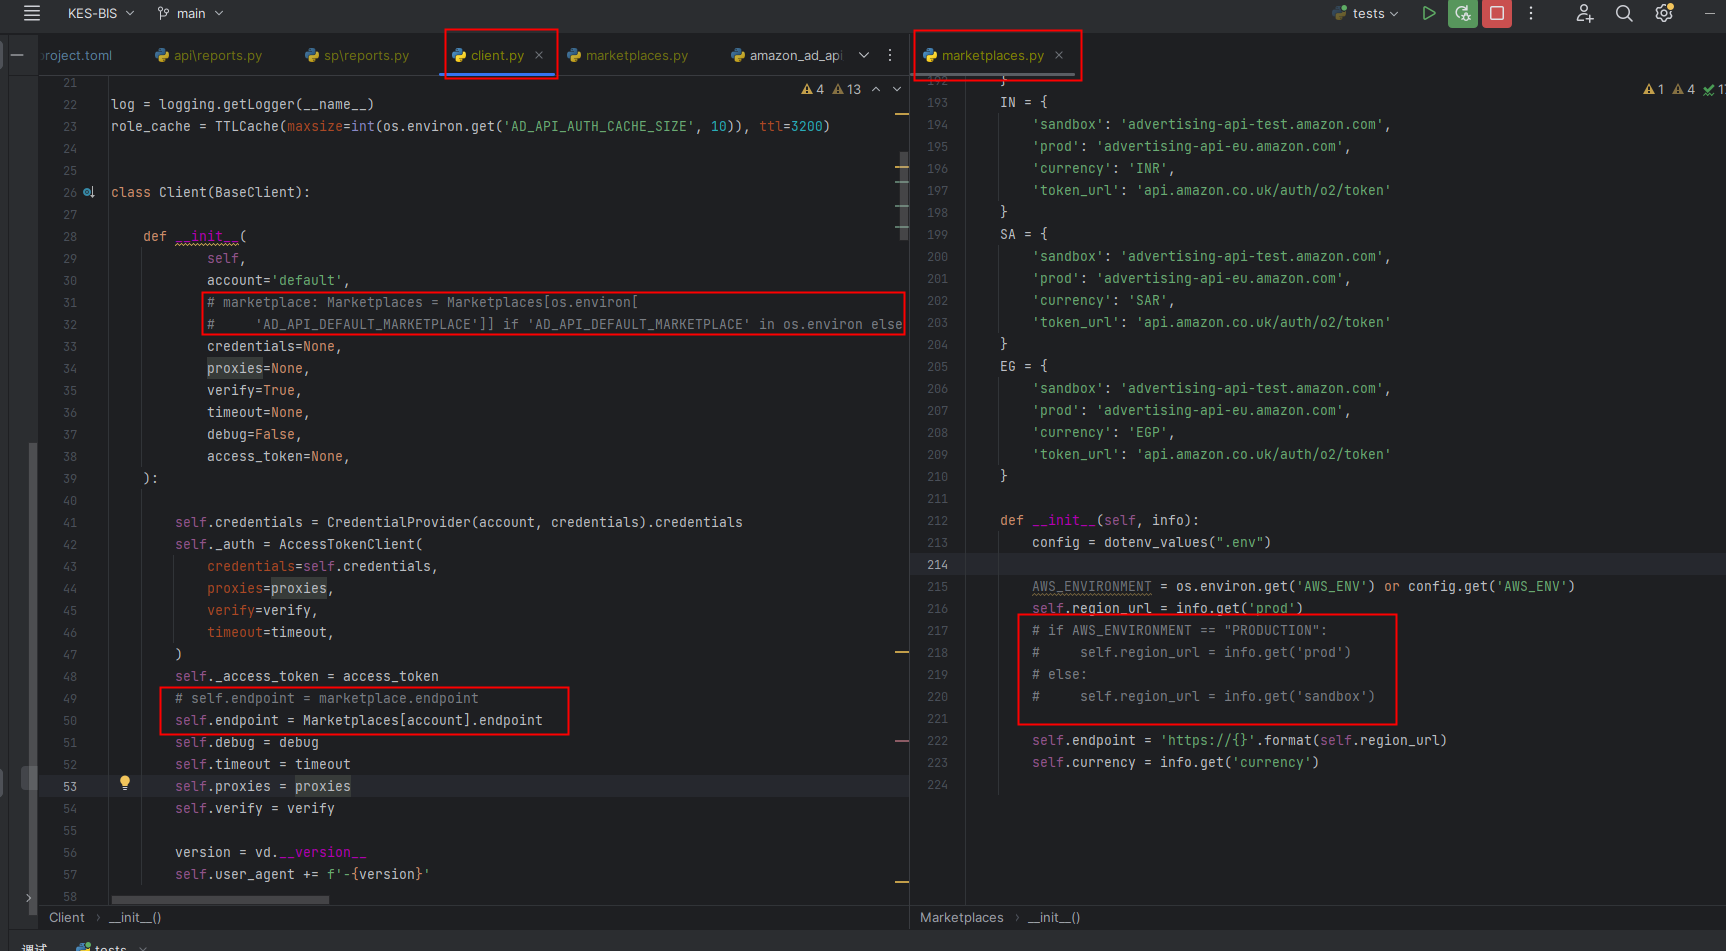 KES-BIS main tests
roject.toml api\reports.py sp\reports.py client.py marketplaces.py amazon_ad_api marketplaces.py
4 13
21
22 log = logging.getLogger(__name__)
23 role_cache = TTLCache(maxsize=int(os.environ.get('AD_API_AUTH_CACHE_SIZE', 10)), ttl=3200)
24
25
26 class Client(BaseClient):
27
28 def __init__(
29 self,
30 account='default',
31 # marketplace: Marketplaces = Marketplaces[os.environ[
32 #     'AD_API_DEFAULT_MARKETPLACE']] if 'AD_API_DEFAULT_MARKETPLACE' in os.environ else
33 credentials=None,
34 proxies=None,
35 verify=True,
36 timeout=None,
37 debug=False,
38 access_token=None,
39 ):
40
41 self.credentials = CredentialProvider(account, credentials).credentials
42 self._auth = AccessTokenClient(
43 credentials=self.credentials,
44 proxies=proxies,
45 verify=verify,
46 timeout=timeout,
47 )
48 self._access_token = access_token
49 # self.endpoint = marketplace.endpoint
50 self.endpoint = Marketplaces[account].endpoint
51 self.debug = debug
52 self.timeout = timeout
53 self.proxies = proxies
54 self.verify = verify
55
56 version = vd.__version__
57 self.user_agent += f'-{version}'
58
Client › __init__()
1 4 17
192 }
193 IN = {
194 'sandbox': 'advertising-api-test.amazon.com',
195 'prod': 'advertising-api-eu.amazon.com',
196 'currency': 'INR',
197 'token_url': 'api.amazon.co.uk/auth/o2/token'
198 }
199 SA = {
200 'sandbox': 'advertising-api-test.amazon.com',
201 'prod': 'advertising-api-eu.amazon.com',
202 'currency': 'SAR',
203 'token_url': 'api.amazon.co.uk/auth/o2/token'
204 }
205 EG = {
206 'sandbox': 'advertising-api-test.amazon.com',
207 'prod': 'advertising-api-eu.amazon.com',
208 'currency': 'EGP',
209 'token_url': 'api.amazon.co.uk/auth/o2/token'
210 }
211
212 def __init__(self, info):
213 config = dotenv_values(".env")
214
215 AWS_ENVIRONMENT = os.environ.get('AWS_ENV') or config.get('AWS_ENV')
216 self.region_url = info.get('prod')
217 # if AWS_ENVIRONMENT == "PRODUCTION":
218 #     self.region_url = info.get('prod')
219 # else:
220 #     self.region_url = info.get('sandbox')
221
222 self.endpoint = 'https://{}'.format(self.region_url)
223 self.currency = info.get('currency')
224
Marketplaces › __init__()
调试 tests